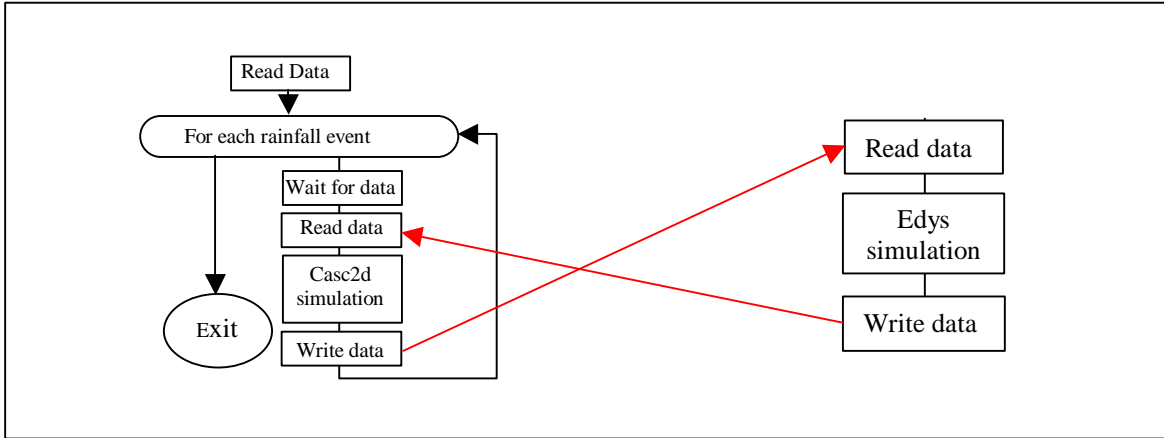 Read Data
For each rainfall event
Wait for data
Read data
Casc2d
simulation
Write data
Exit
Read data
Edys
simulation
Write data